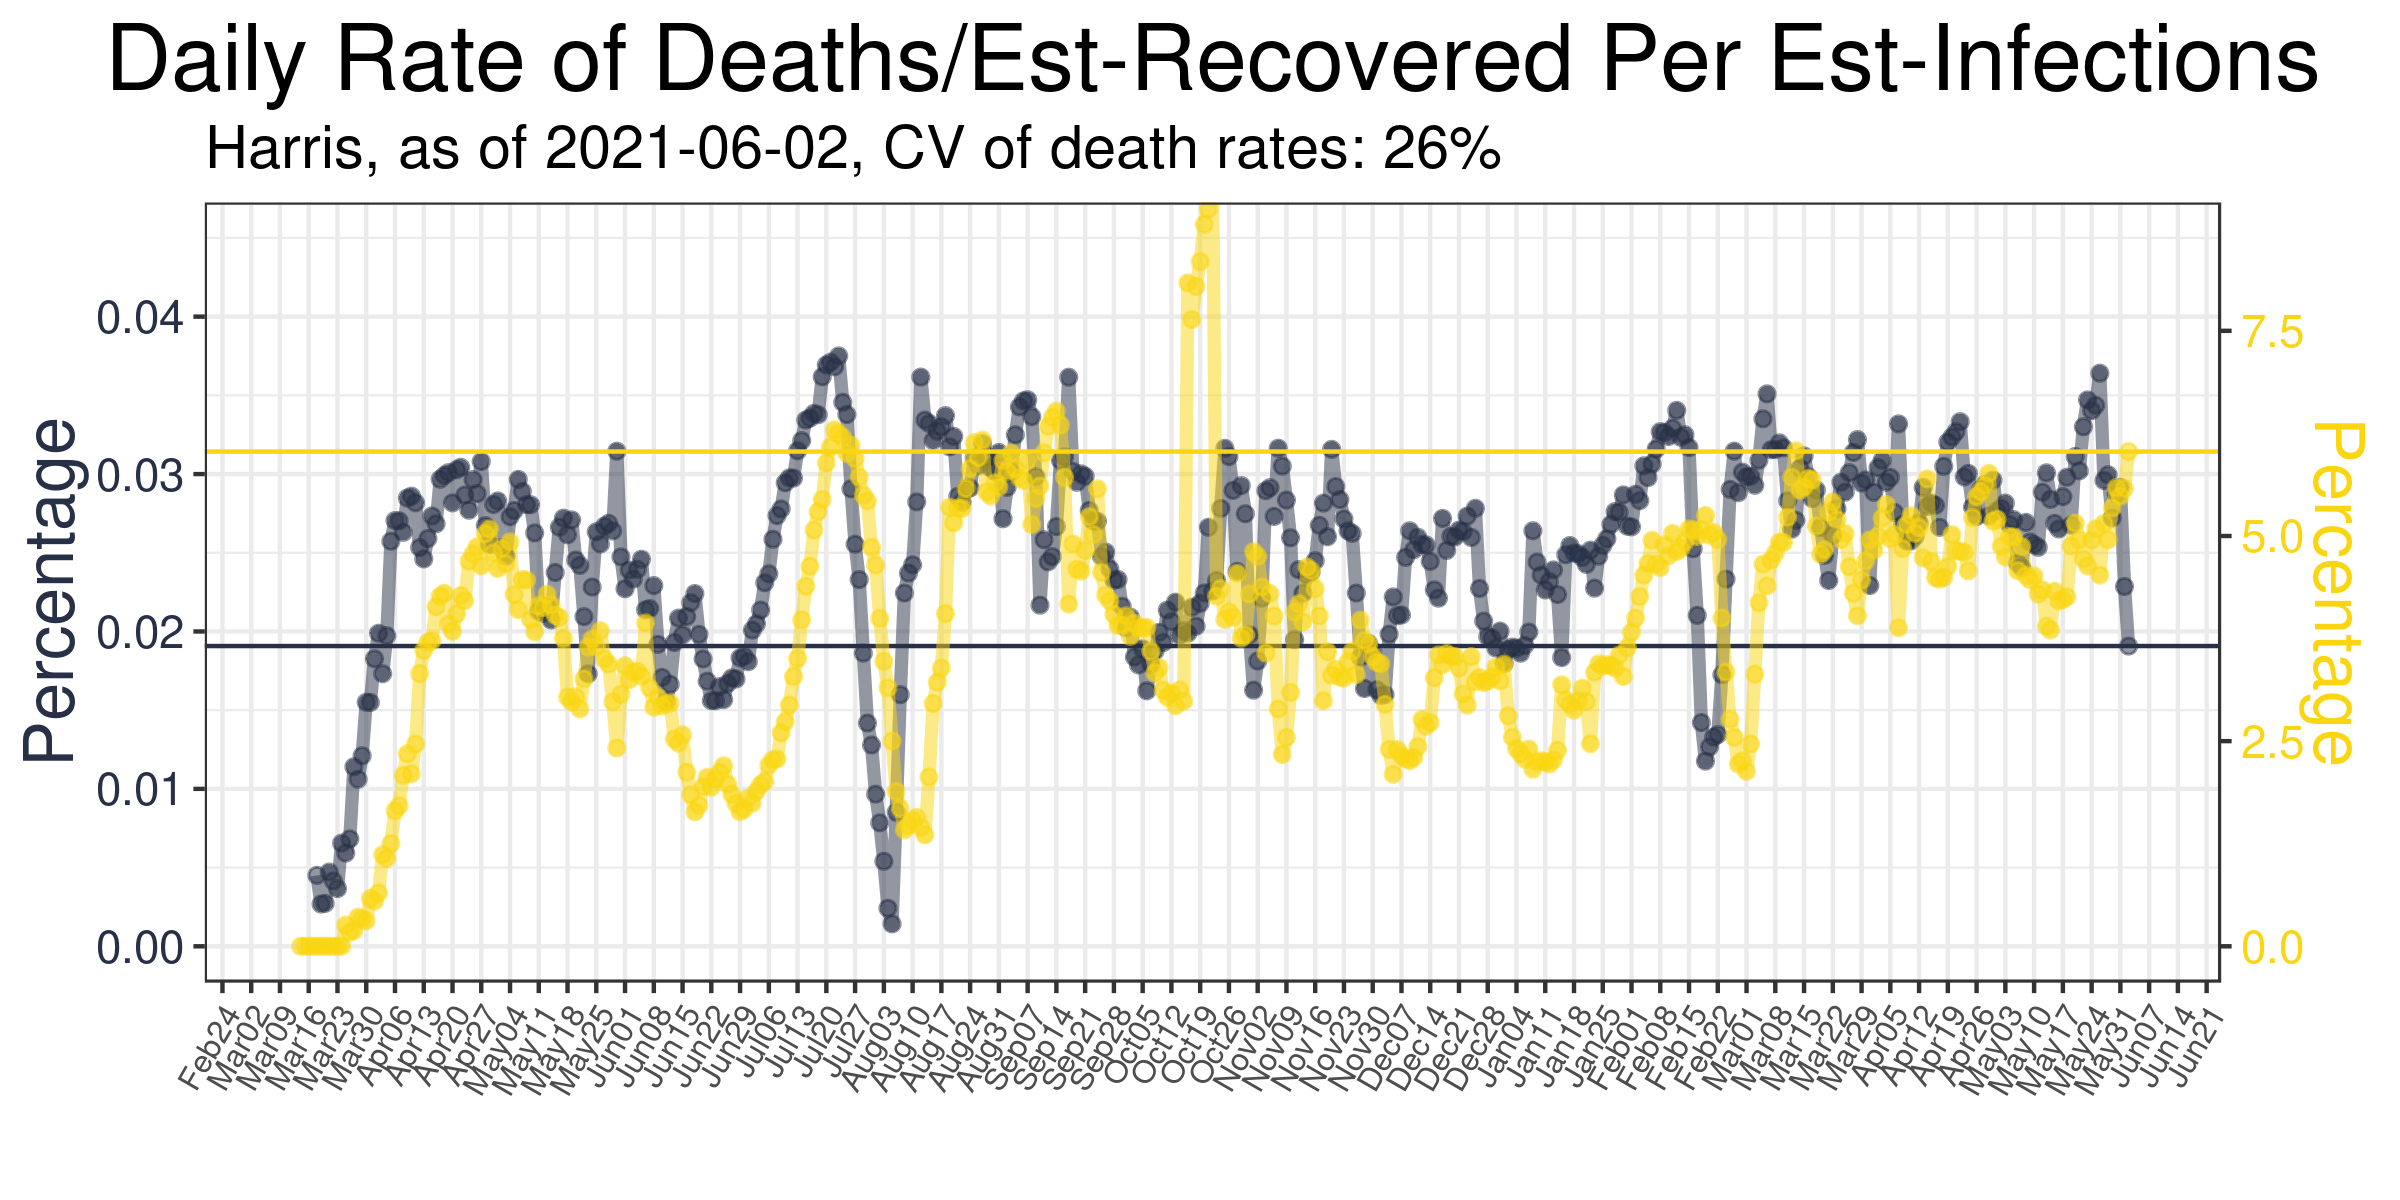 Daily Rate of Deaths/Est-Recovered Per Est-Infections
Harris, as of 2021-06-02, CV of death rates: 26%
Percentage
0.04
0.03
0.02
0.01
0.00
7.5
5.0
2.5
0.0
Percentage
Feb24
Mar02
Mar09
Mar16
Mar23
Mar30
Apr06
Apr13
Apr20
Apr27
May04
May11
May18
May25
Jun01
Jun08
Jun15
Jun22
Jun29
Jul06
Jul13
Jul20
Jul27
Aug03
Aug10
Aug17
Aug24
Aug31
Sep07
Sep14
Sep21
Sep28
Oct05
Oct12
Oct19
Oct26
Nov02
Nov09
Nov16
Nov23
Nov30
Dec07
Dec14
Dec21
Dec28
Jan04
Jan11
Jan18
Jan25
Feb01
Feb08
Feb15
Feb22
Mar01
Mar08
Mar15
Mar22
Mar29
Apr05
Apr12
Apr19
Apr26
May03
May10
May17
May24
May31
Jun07
Jun14
Jun21